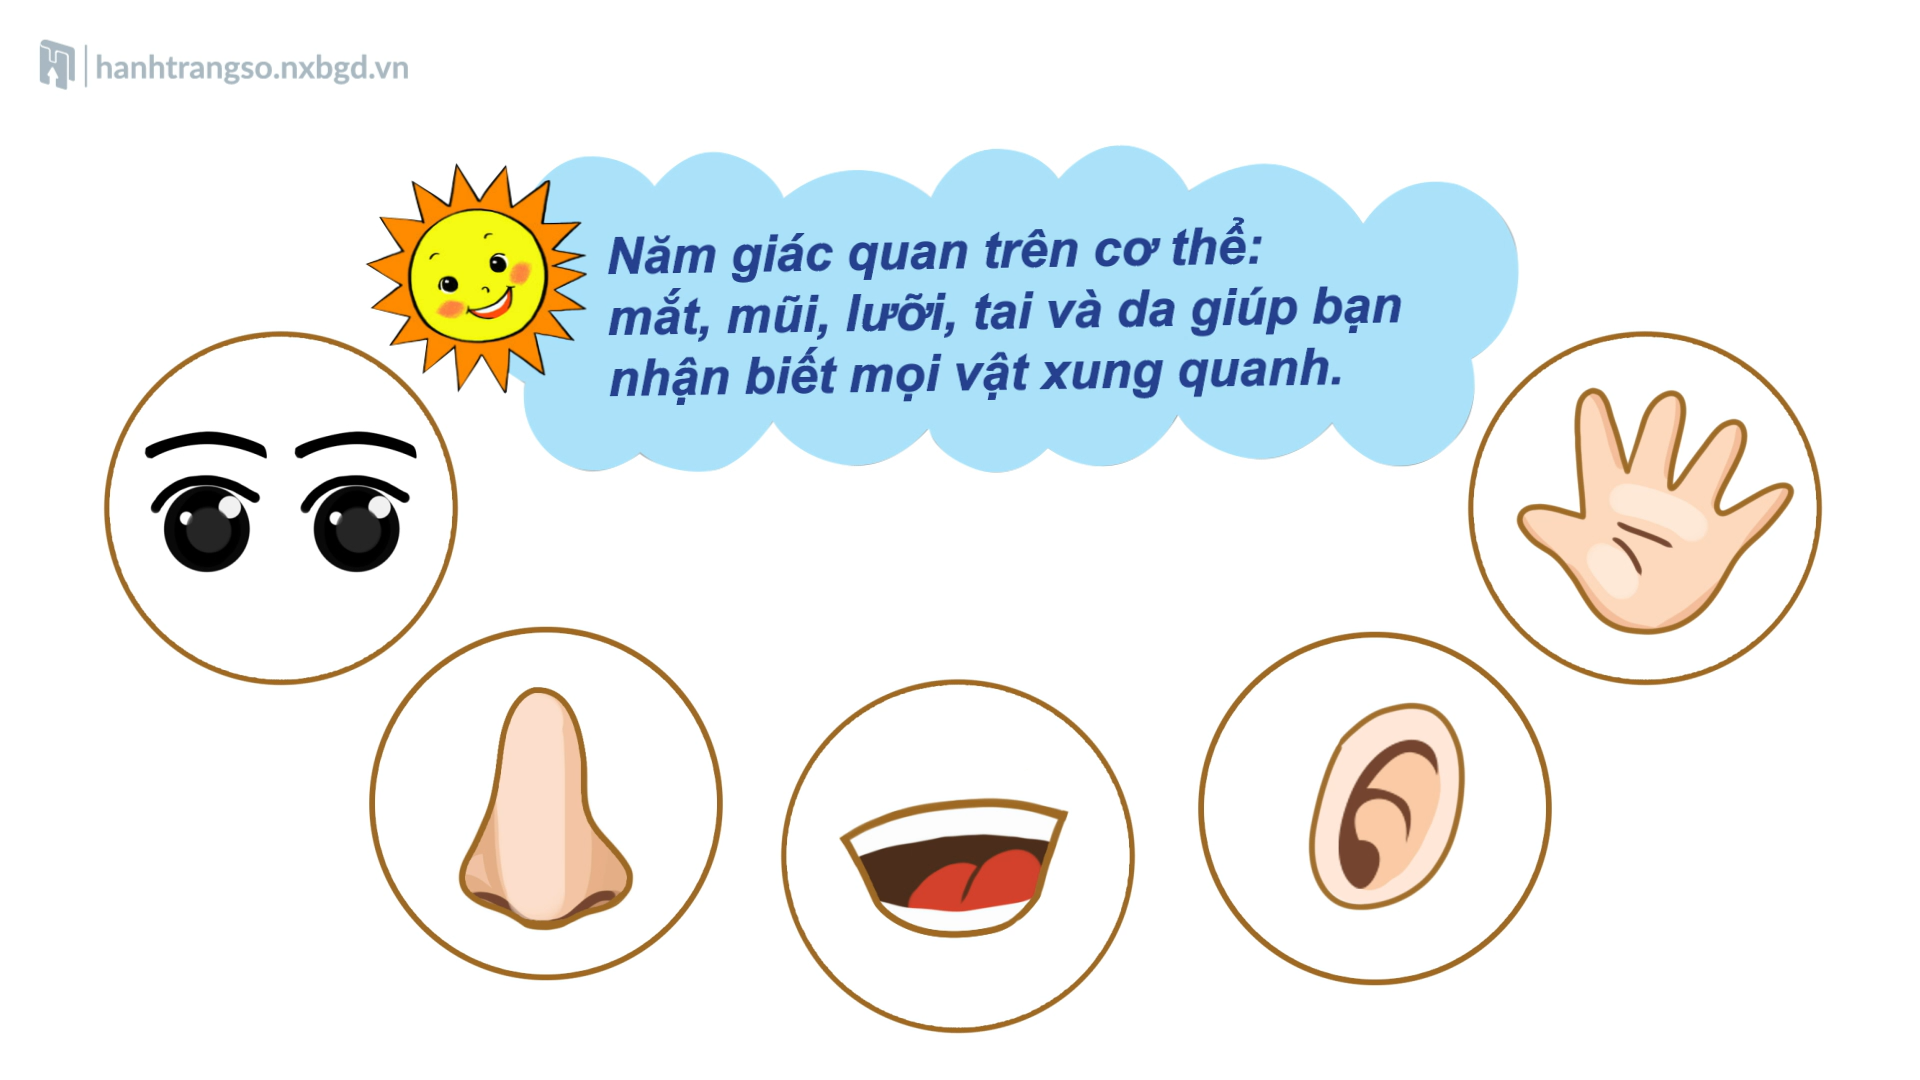 hanhtrangso.nxbgd.vn
Năm giác quan trên cơ thể:
mắt, mũi, lưỡi, tai và da giúp bạn
nhận biết mọi vật xung quanh.